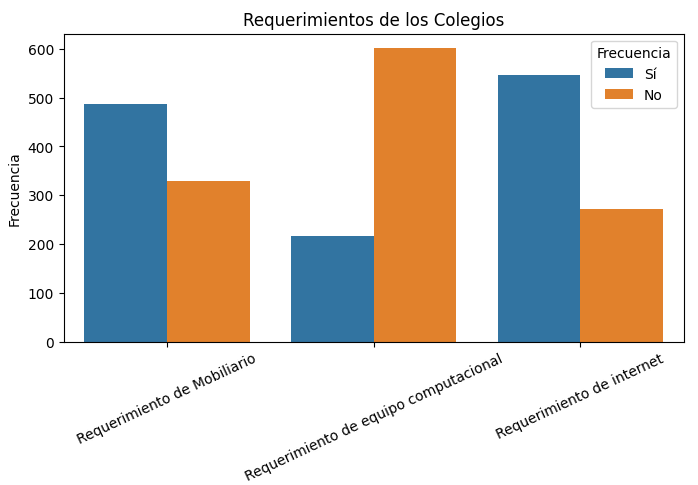 Requerimientos de los Colegios
Frecuencia
600
500
400
300
200
100
0
Frecuencia
Sí
No
Requerimiento de Mobiliario
Requerimiento de equipo computacional
Requerimiento de internet